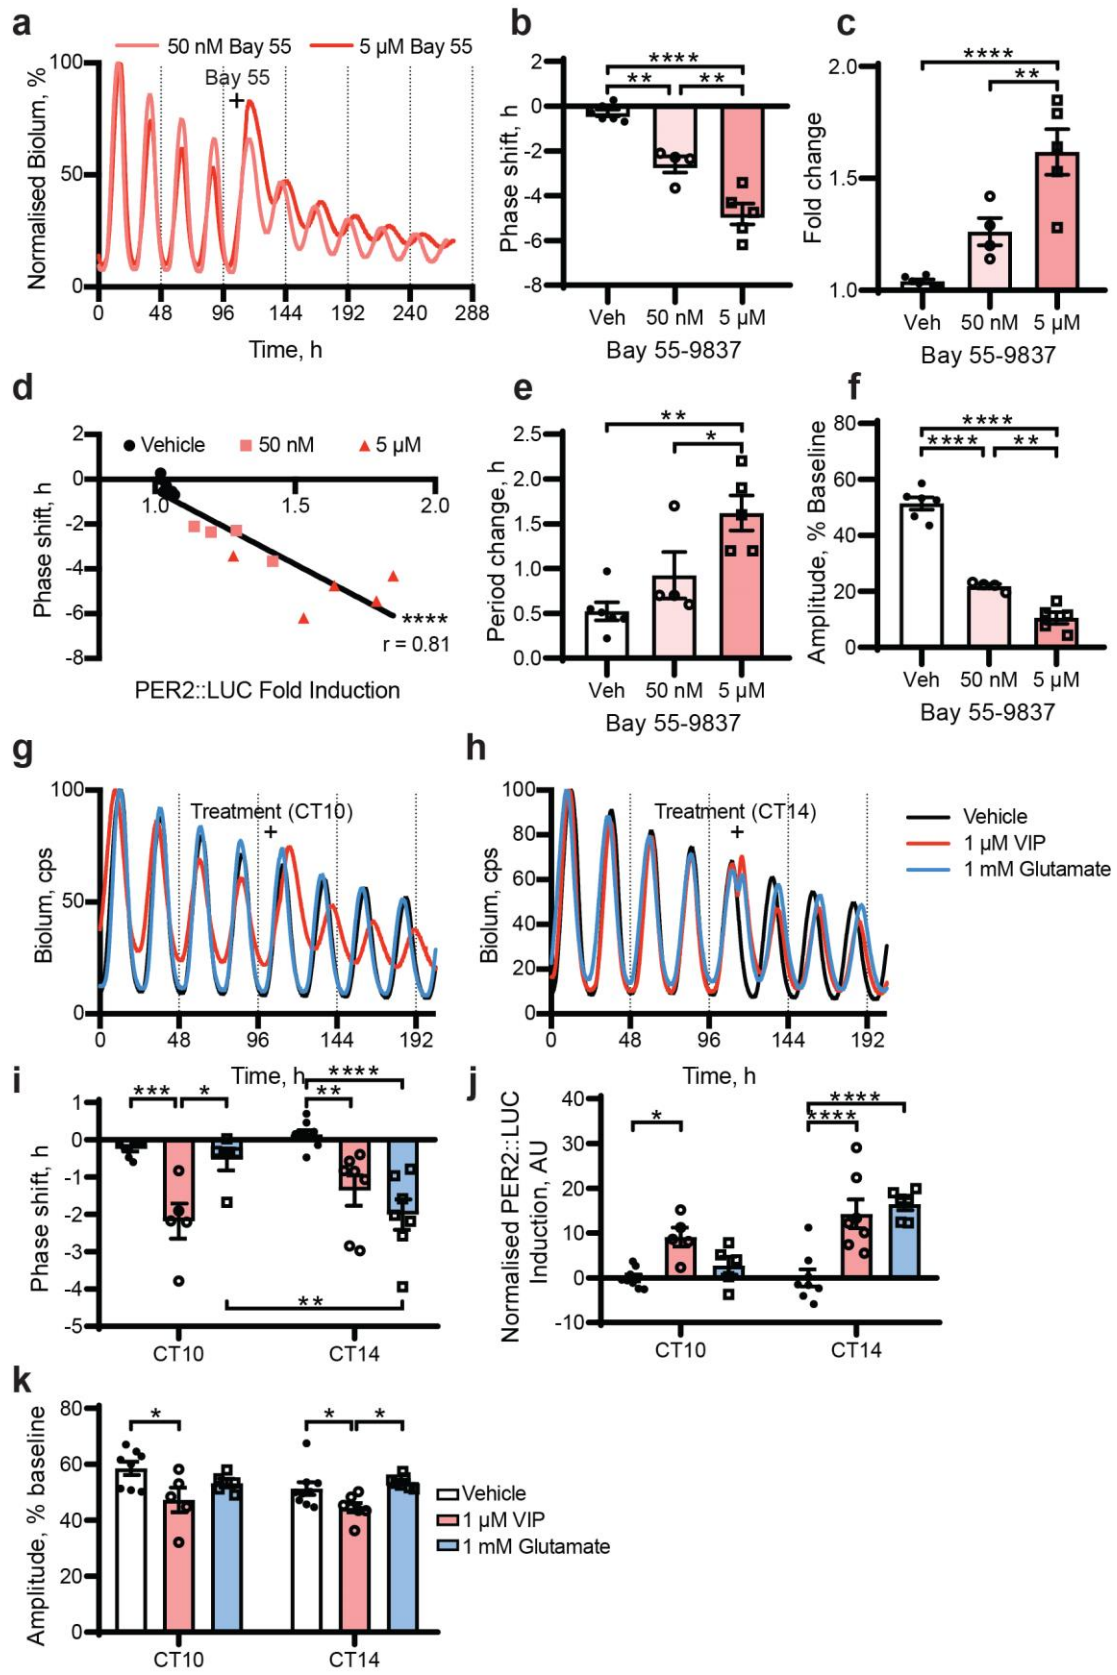 a
50 nM Bay 55
5 µM Bay 55
Bay 55
+
Normalised Biolum, %
100
50
0
0 48 96 144 192 240 288
Time, h
b
**** 
** **
Phase shift, h
2
0
-2
-4
-6
-8
Veh 50 nM 5 µM
Bay 55-9837
c
****
**
Fold change
2.0
1.5
1.0
Veh 50 nM 5 µM
Bay 55-9837
d
Vehicle 50 nM 5 µM
Phase shift, h
2
0
-2
-4
-6
-8
1.0 1.5 2.0
****
r = 0.81
PER2::LUC Fold Induction
e
**
*
Period change, h
2.5
2.0
1.5
1.0
0.5
0.0
Veh 50 nM 5 µM
Bay 55-9837
f
****
**** **
Amplitude, % Baseline
80
60
40
20
0
Veh 50 nM 5 µM
Bay 55-9837
g
Treatment (CT10)
+
Biolum, cps
100
50
0
0 48 96 144 192
Time, h
h
Treatment (CT14)
+
Biolum, cps
100
80
60
40
20
0
0 48 96 144 192
Time, h
Vehicle
1 µM VIP
1 mM Glutamate
i
*** * ****
**
Phase shift, h
1
0
-1
-2
-3
-4
-5
**
CT10 CT14
j
* ****
****
Normalised PER2::LUC
Induction, AU
40
30
20
10
0
-10
CT10 CT14
k
* * *
Amplitude, % baseline
80
60
40
20
0
CT10 CT14
Vehicle
1 µM VIP
1 mM Glutamate